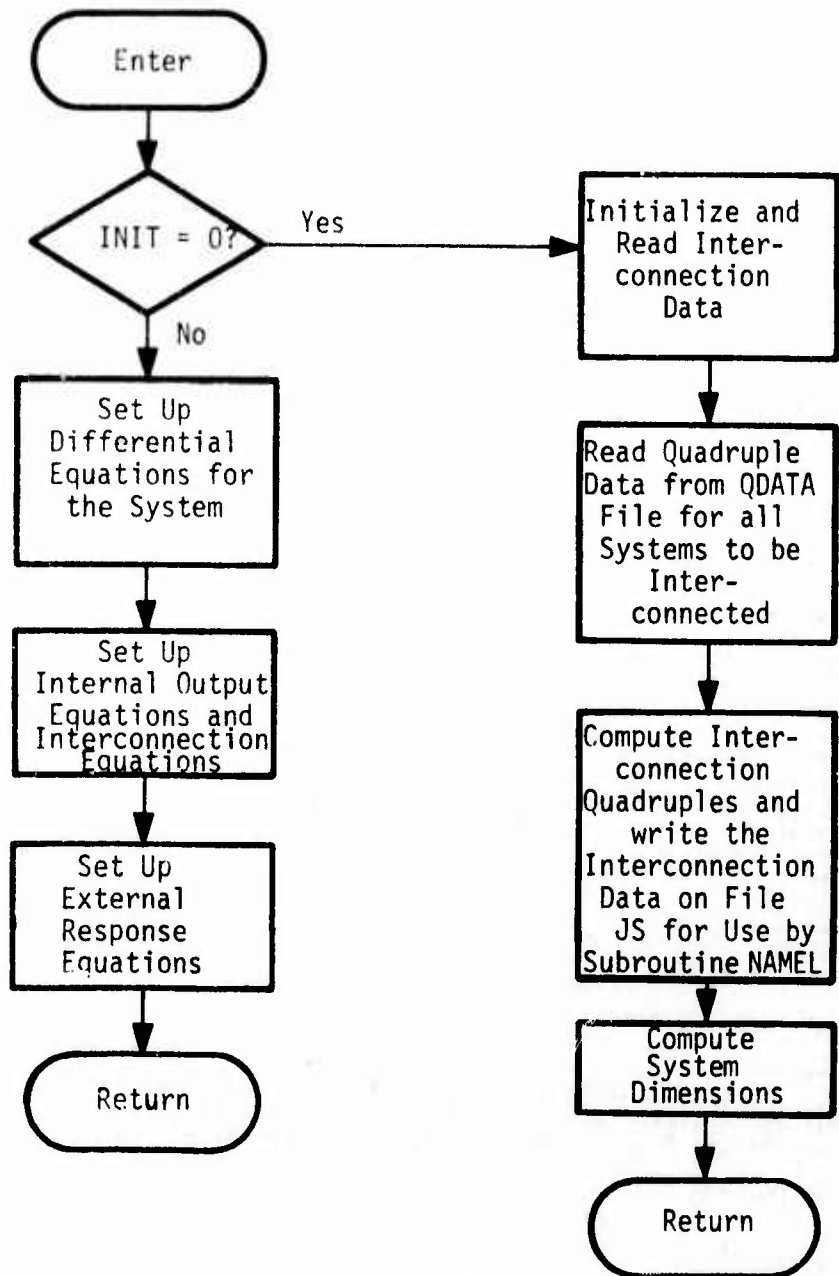 Enter
INIT = 0?
Yes
No
Set Up
Differential
Equations for
the System
Set Up
Internal Output
Equations and
Interconnection
Equations
Set Up
External
Response
Equations
Return
Initialize and
Read Inter-
connection
Data
Read Quadruple
Data from QDATA
File for all
Systems to be
Inter-
connected
Compute Inter-
connection
Quadruples and
write the
Interconnection
Data on File
JS for Use by
Subroutine NAMEL
Compute
System
Dimensions
Return